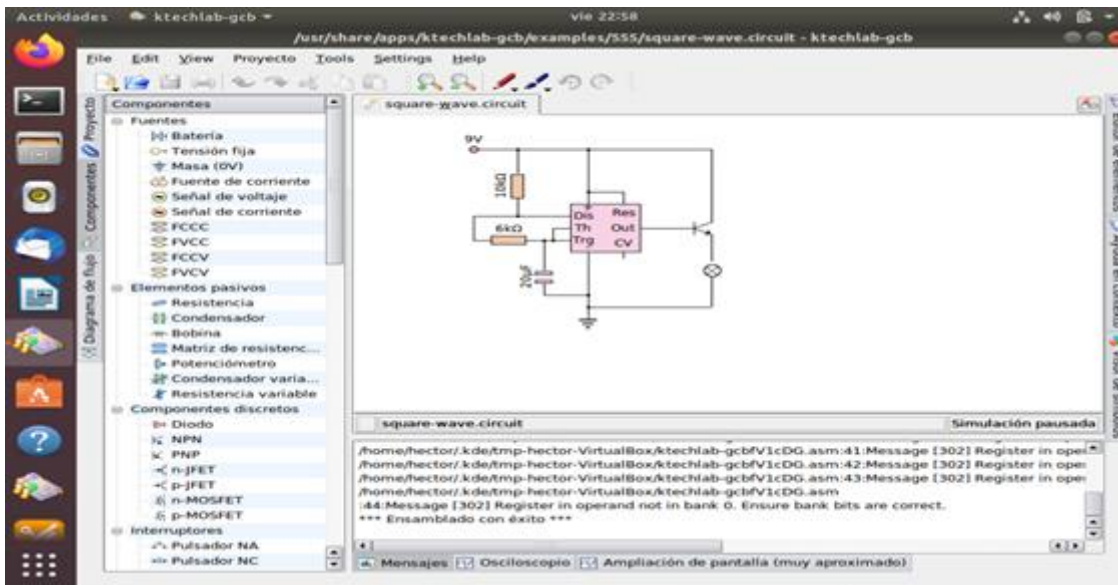 Actividades ktechlab-gcb vie 22:58
/usr/share/apps/ktechlab-gcb/examples/555/square-wave.circuit - ktechlab-gcb
File Edit View Proyecto Tools Settings Help
Proyecto
Componentes
Diagrama de flujo
Componentes
Fuentes
Batería
Tensión fija
Masa (0V)
Fuente de corriente
Señal de voltaje
Señal de corriente
FCCC
FVCC
FCCV
FVCV
Elementos pasivos
Resistencia
Condensador
Bobina
Matriz de resistenc...
Potenciómetro
Condensador varia...
Resistencia variable
Componentes discretos
Diodo
NPN
PNP
n-JFET
p-JFET
n-MOSFET
p-MOSFET
Interruptores
Pulsador NA
Pulsador NC
square-wave.circuit
9V
10kΩ
6kΩ
20µF
Dis Res
Th Out
Trg CV
square-wave.circuit Simulación pausada
/home/hector/.kde/tmp-hector-VirtualBox/ktechlab-gcbfV1cDG.asm:41:Message [302] Register in oper
/home/hector/.kde/tmp-hector-VirtualBox/ktechlab-gcbfV1cDG.asm:42:Message [302] Register in oper
/home/hector/.kde/tmp-hector-VirtualBox/ktechlab-gcbfV1cDG.asm:43:Message [302] Register in oper
/home/hector/.kde/tmp-hector-VirtualBox/ktechlab-gcbfV1cDG.asm
:44:Message [302] Register in operand not in bank 0. Ensure bank bits are correct.
*** Ensamblado con éxito ***
Mensajes Osciloscopio Ampliación de pantalla (muy aproximado)